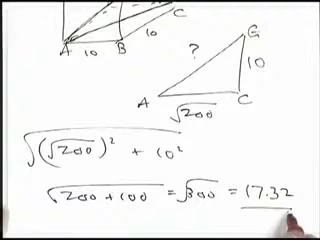 A 10 B 10 C
?
G
10
A C
√200
√(√200)² + 10²
√200 + 100 = √300 = 17.32